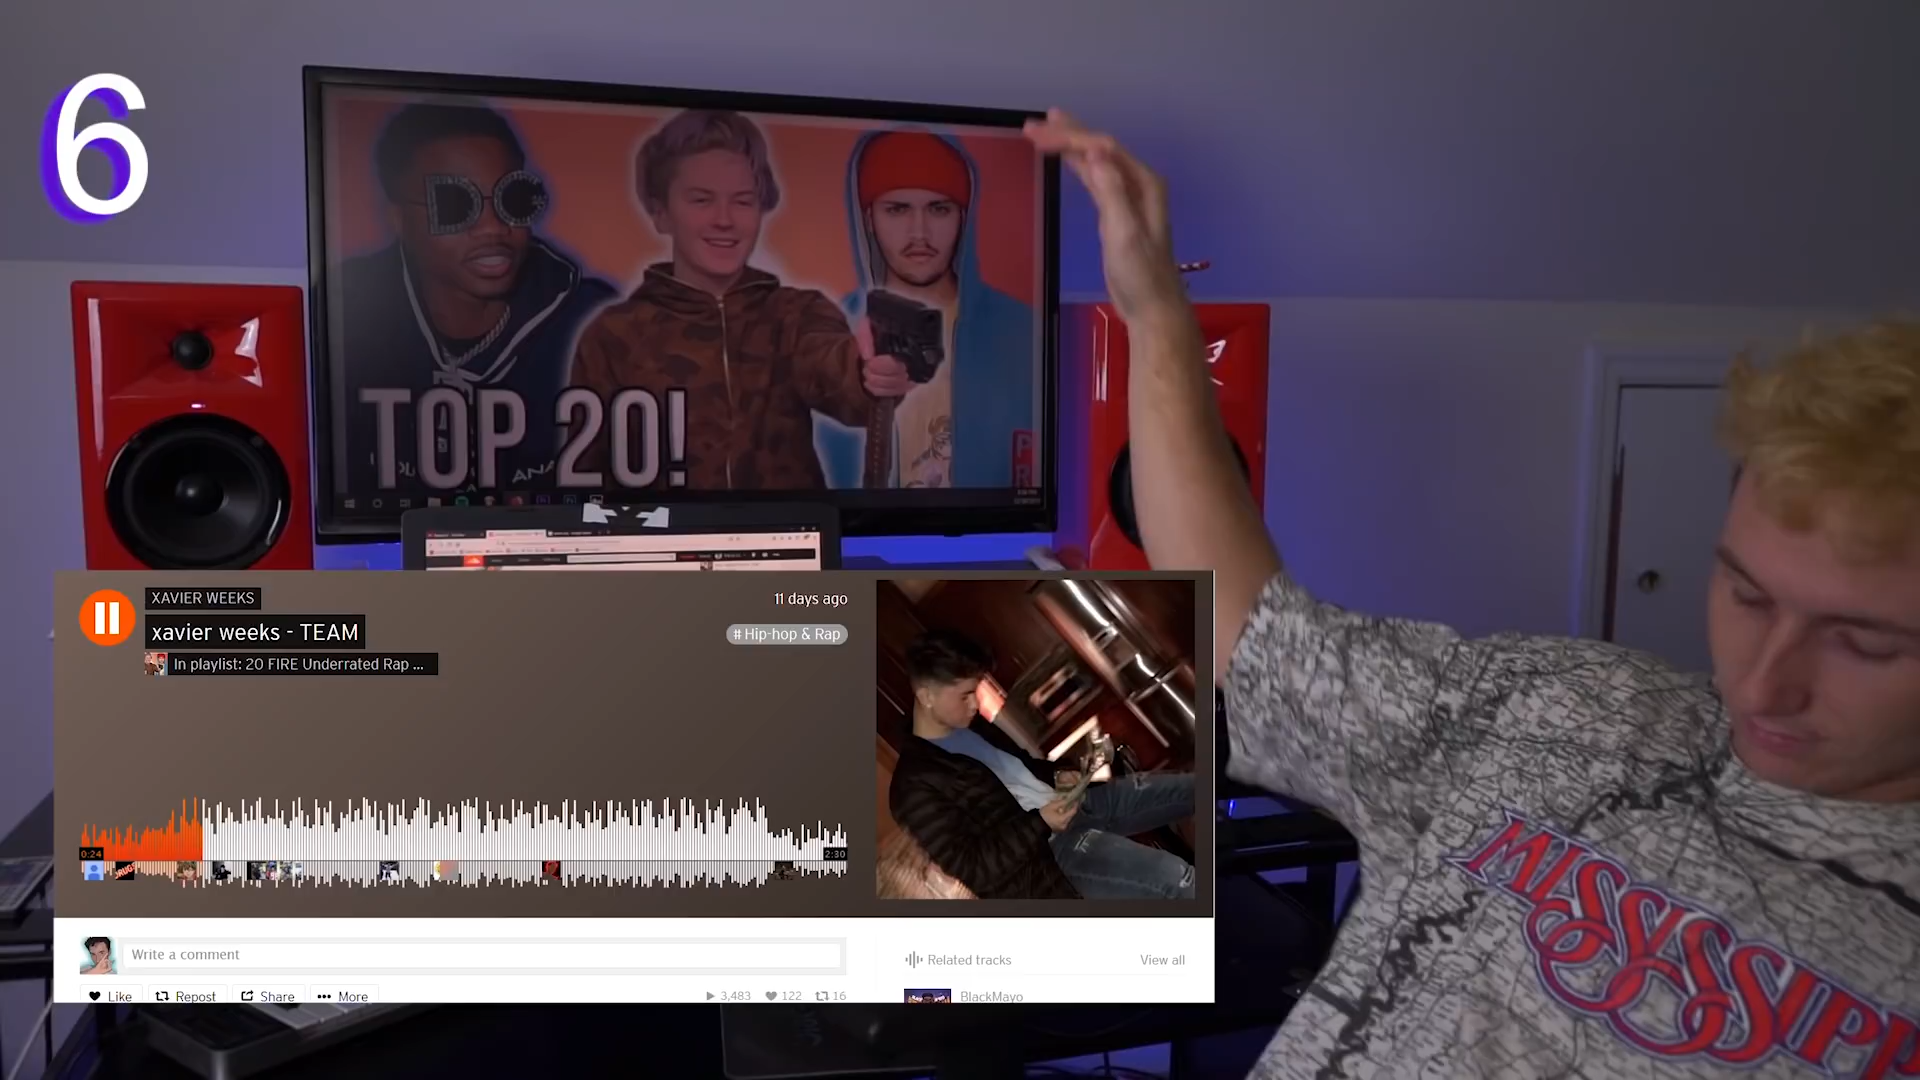 6
TOP 20!
XAVIER WEEKS
11 days ago
xavier weeks - TEAM
# Hip-hop & Rap
In playlist: 20 FIRE Underrated Rap ...
0:24
2:30
Write a comment
Related tracks
View all
Like
Repost
Share
More
3,483
122
16
BlackMayo
MISSISSIPP